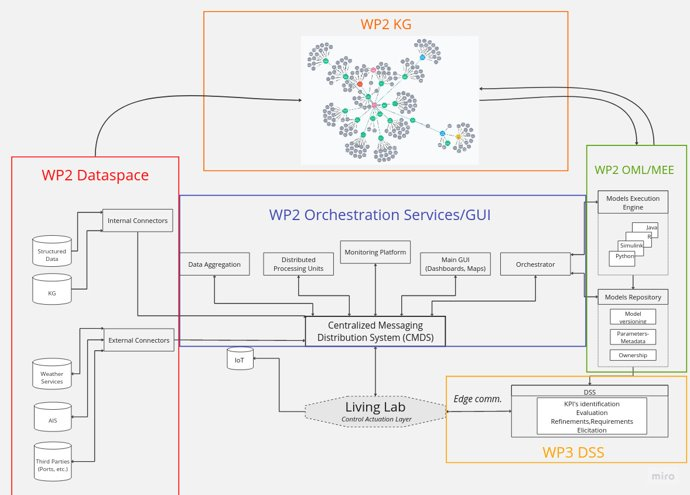 WP2 KG
WP2 Dataspace
Internal Connectors
Structured
Data
KG
External Connectors
Weather
Services
AIS
Third Parties
(Ports, etc.)
WP2 Orchestration Services/GUI
Data Aggregation
Distributed
Processing Units
Monitoring Platform
Main GUI
(Dashboards, Maps)
Orchestrator
Centralized Messaging
Distribution System (CMDS)
IoT
Living Lab
Control Actuation Layer
Edge comm.
WP2 OML/MEE
Models Execution
Engine
Java
R
Simulink
Python
Models Repository
Model
versioning
Parameters-
Metadata
Ownership
DSS
KPI's identification
Evaluation
Refinements,Requirements
Elicitation
WP3 DSS
miro